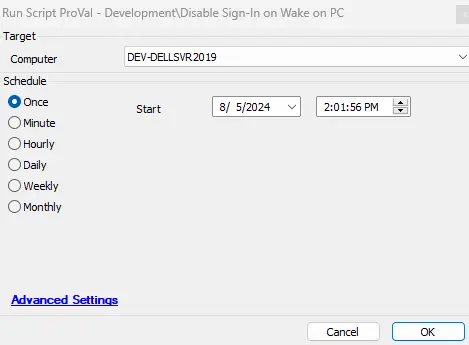 Run Script ProVal - Development\Disable Sign-In on Wake on PC
Target
Computer DEV-DELLSVR2019
Schedule
Once Start 8/ 5/2024 2:01:56 PM
Minute
Hourly
Daily
Weekly
Monthly
Advanced Settings
Cancel OK